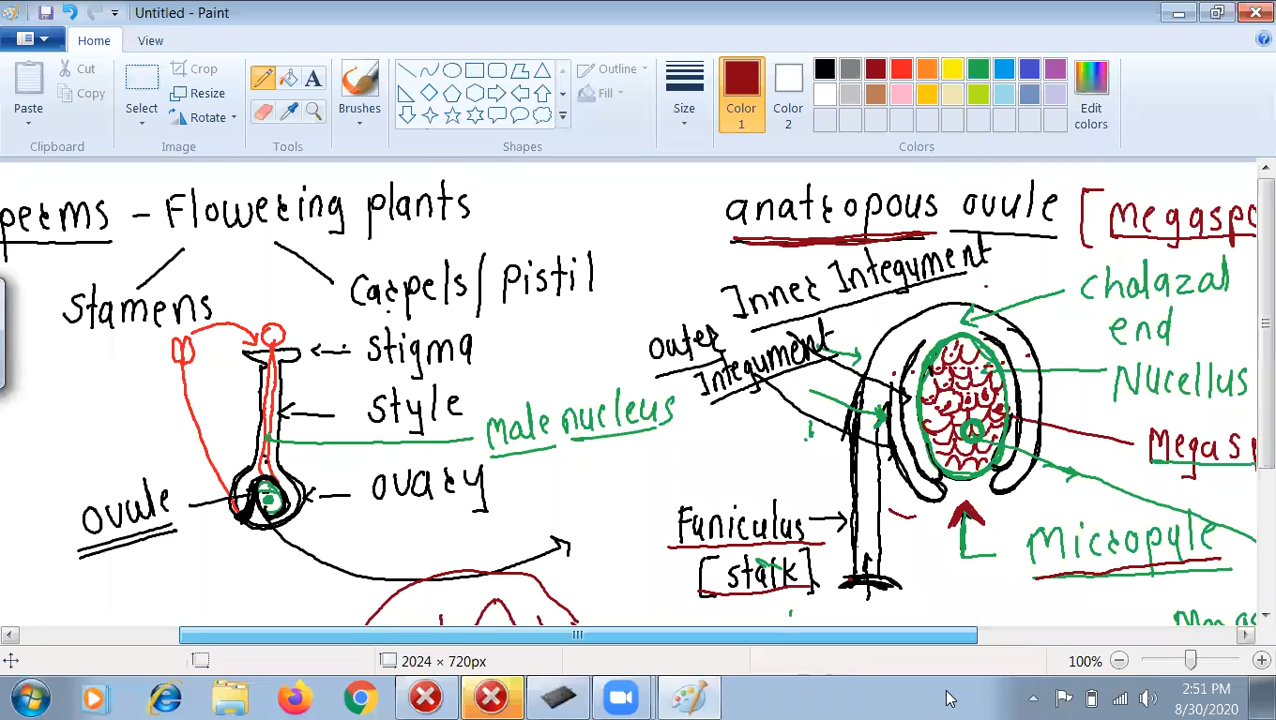 Untitled - Paint
Home
View
Paste
Cut
Copy
Clipboard
Select
Crop
Resize
Rotate
Image
Tools
Brushes
Shapes
Outline
Fill
Size
Color 1
Color 2
Edit colors
Colors
perms - Flowering plants
Stamens
Carpels/Pistil
stigma
style
Male nucleus
ovary
ovule
anatropous ovule [Megaspo
Inner Integument
outer
Integument
Chalazal
end
Nucellus
Megas
Funiculus
[stalk]
Micropyle
2024 × 720px
100%
2:51 PM
8/30/2020